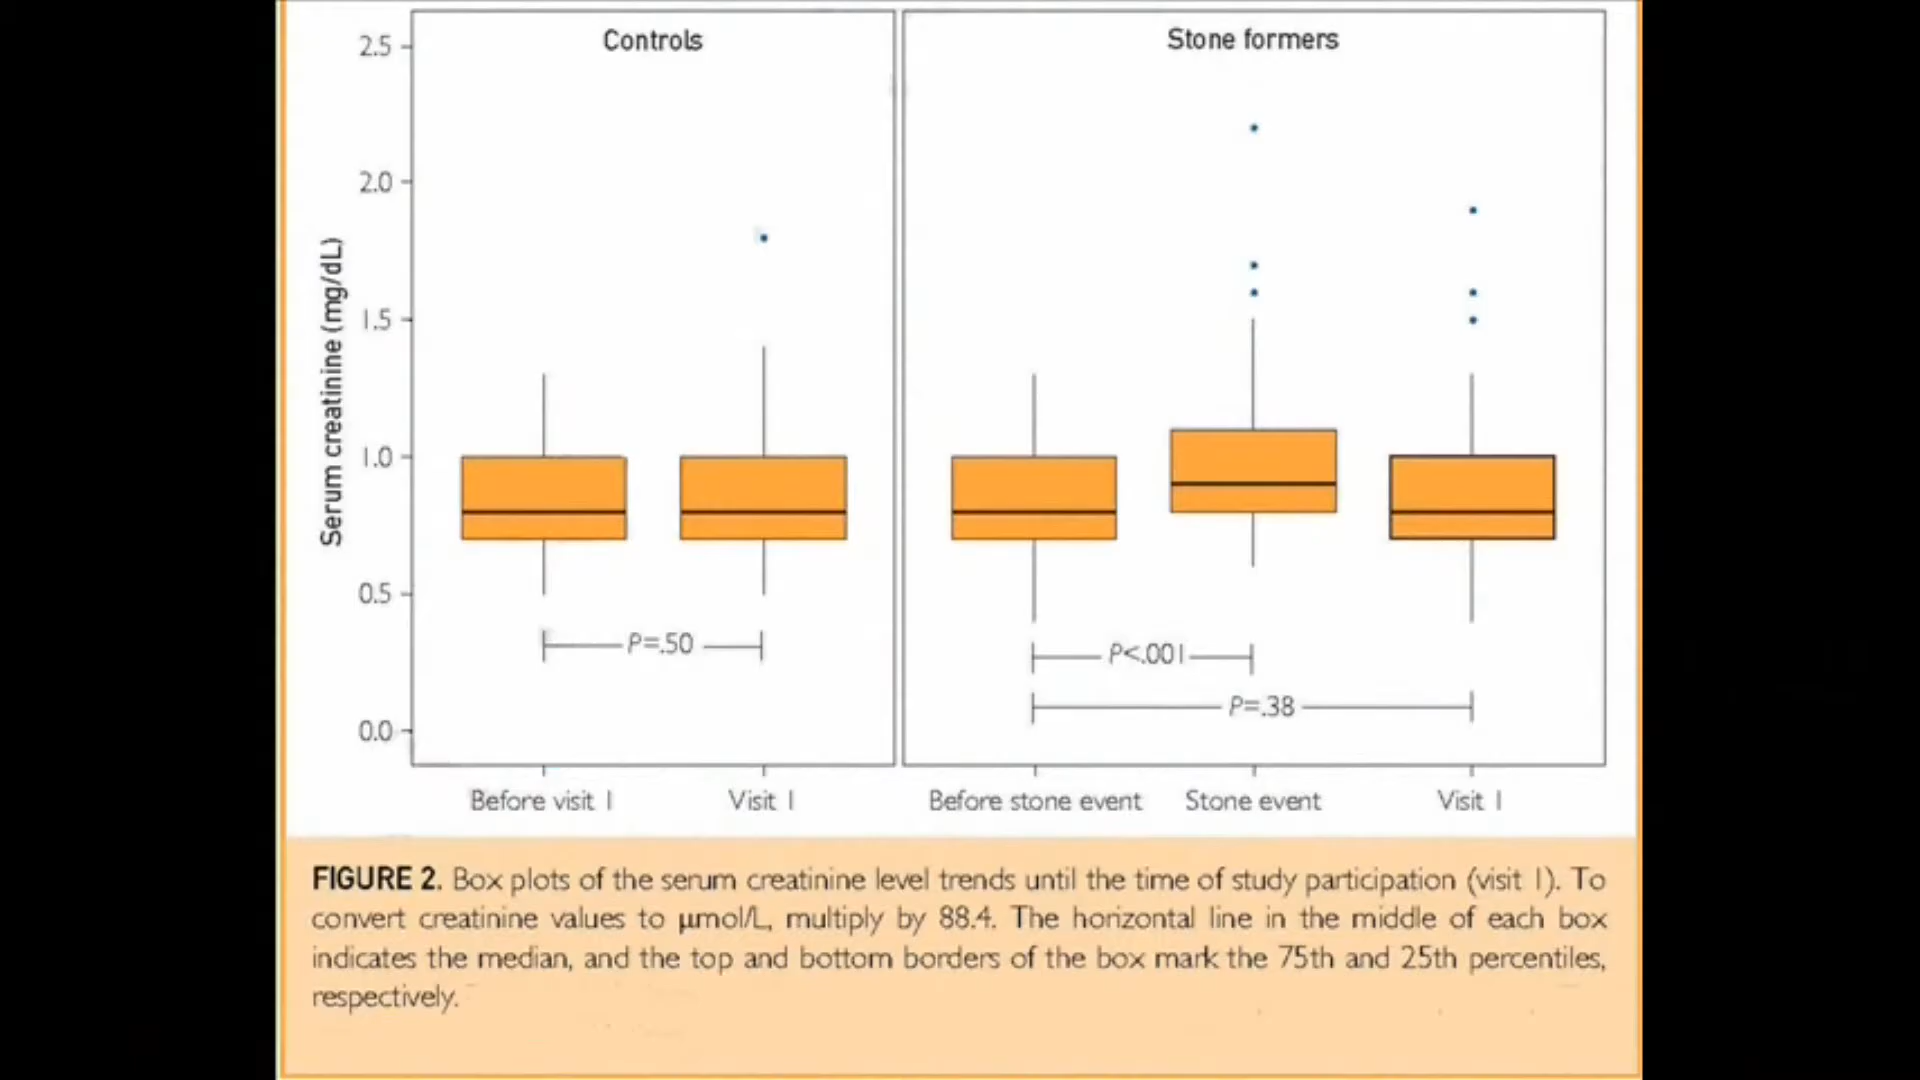 Controls
Stone formers
2.5
2.0
1.5
1.0
0.5
0.0
Serum creatinine (mg/dL)
P=.50
P<.001
P=.38
Before visit 1
Visit 1
Before stone event
Stone event
Visit 1
FIGURE 2. Box plots of the serum creatinine level trends until the time of study participation (visit 1). To
convert creatinine values to μmol/L, multiply by 88.4. The horizontal line in the middle of each box
indicates the median, and the top and bottom borders of the box mark the 75th and 25th percentiles,
respectively.